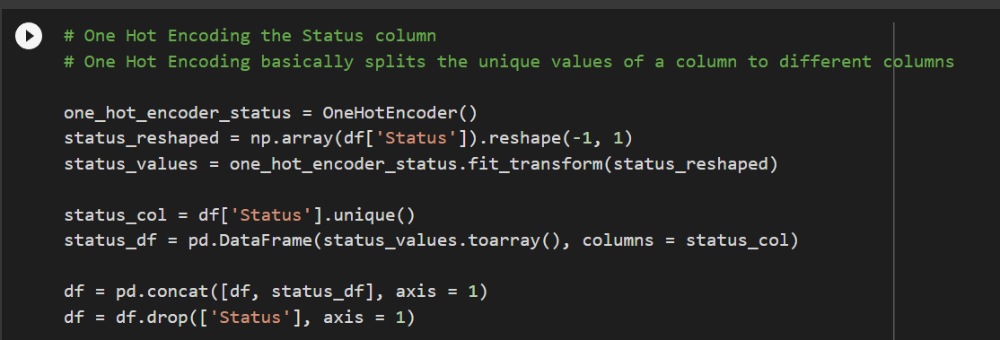 # One Hot Encoding the Status column
# One Hot Encoding basically splits the unique values of a column to different columns
one_hot_encoder_status = OneHotEncoder()
status_reshaped = np.array(df['Status']).reshape(-1, 1)
status_values = one_hot_encoder_status.fit_transform(status_reshaped)
status_col = df['Status'].unique()
status_df = pd.DataFrame(status_values.toarray(), columns = status_col)
df = pd.concat([df, status_df], axis = 1)
df = df.drop(['Status'], axis = 1)